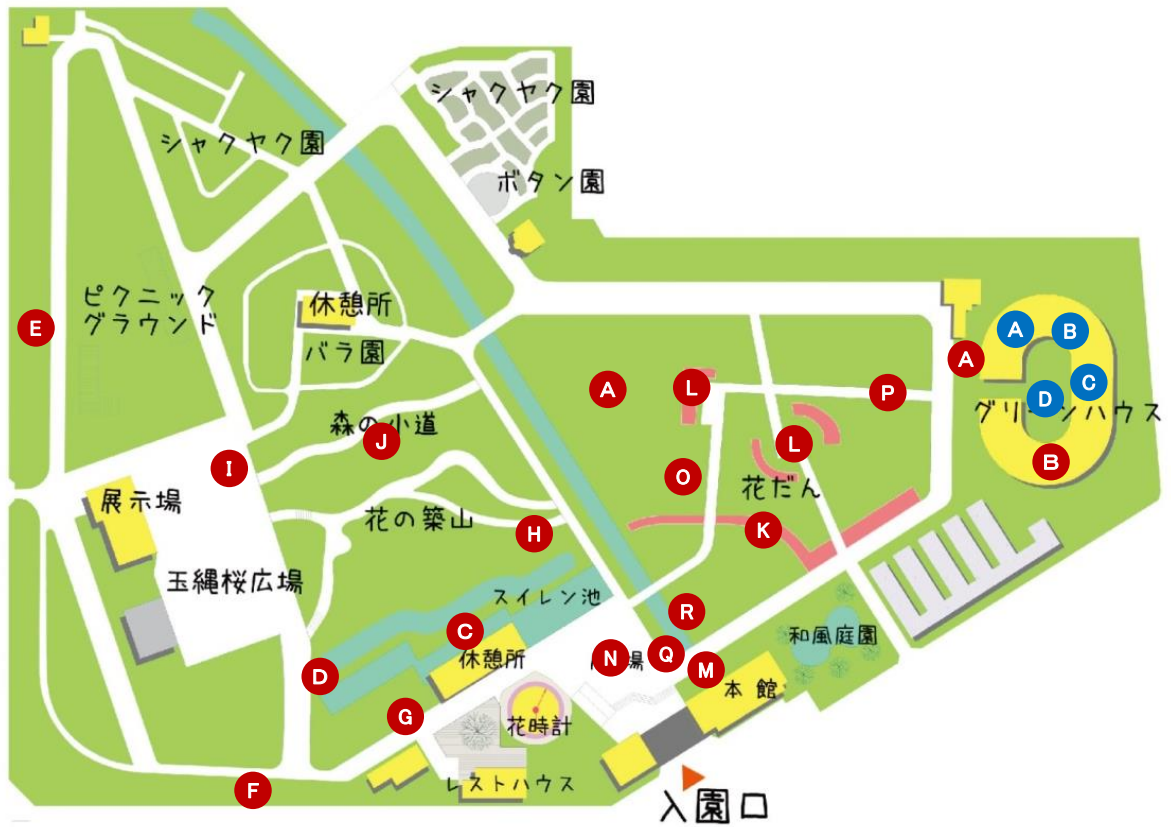 シャクヤク園
シャクヤク園
ボタン園
ピクニック
グラウンド
休憩所
バラ園
E
A
B
A
A
L
P
C
D
グリーンハウス
森の小道
J
L
B
I
O
花だん
展示場
花の築山
H
K
玉縄桜広場
スイレン池
R
C
和風庭園
休憩所
N
場
Q
M
D
本館
G
花時計
レストハウス
F
入園口